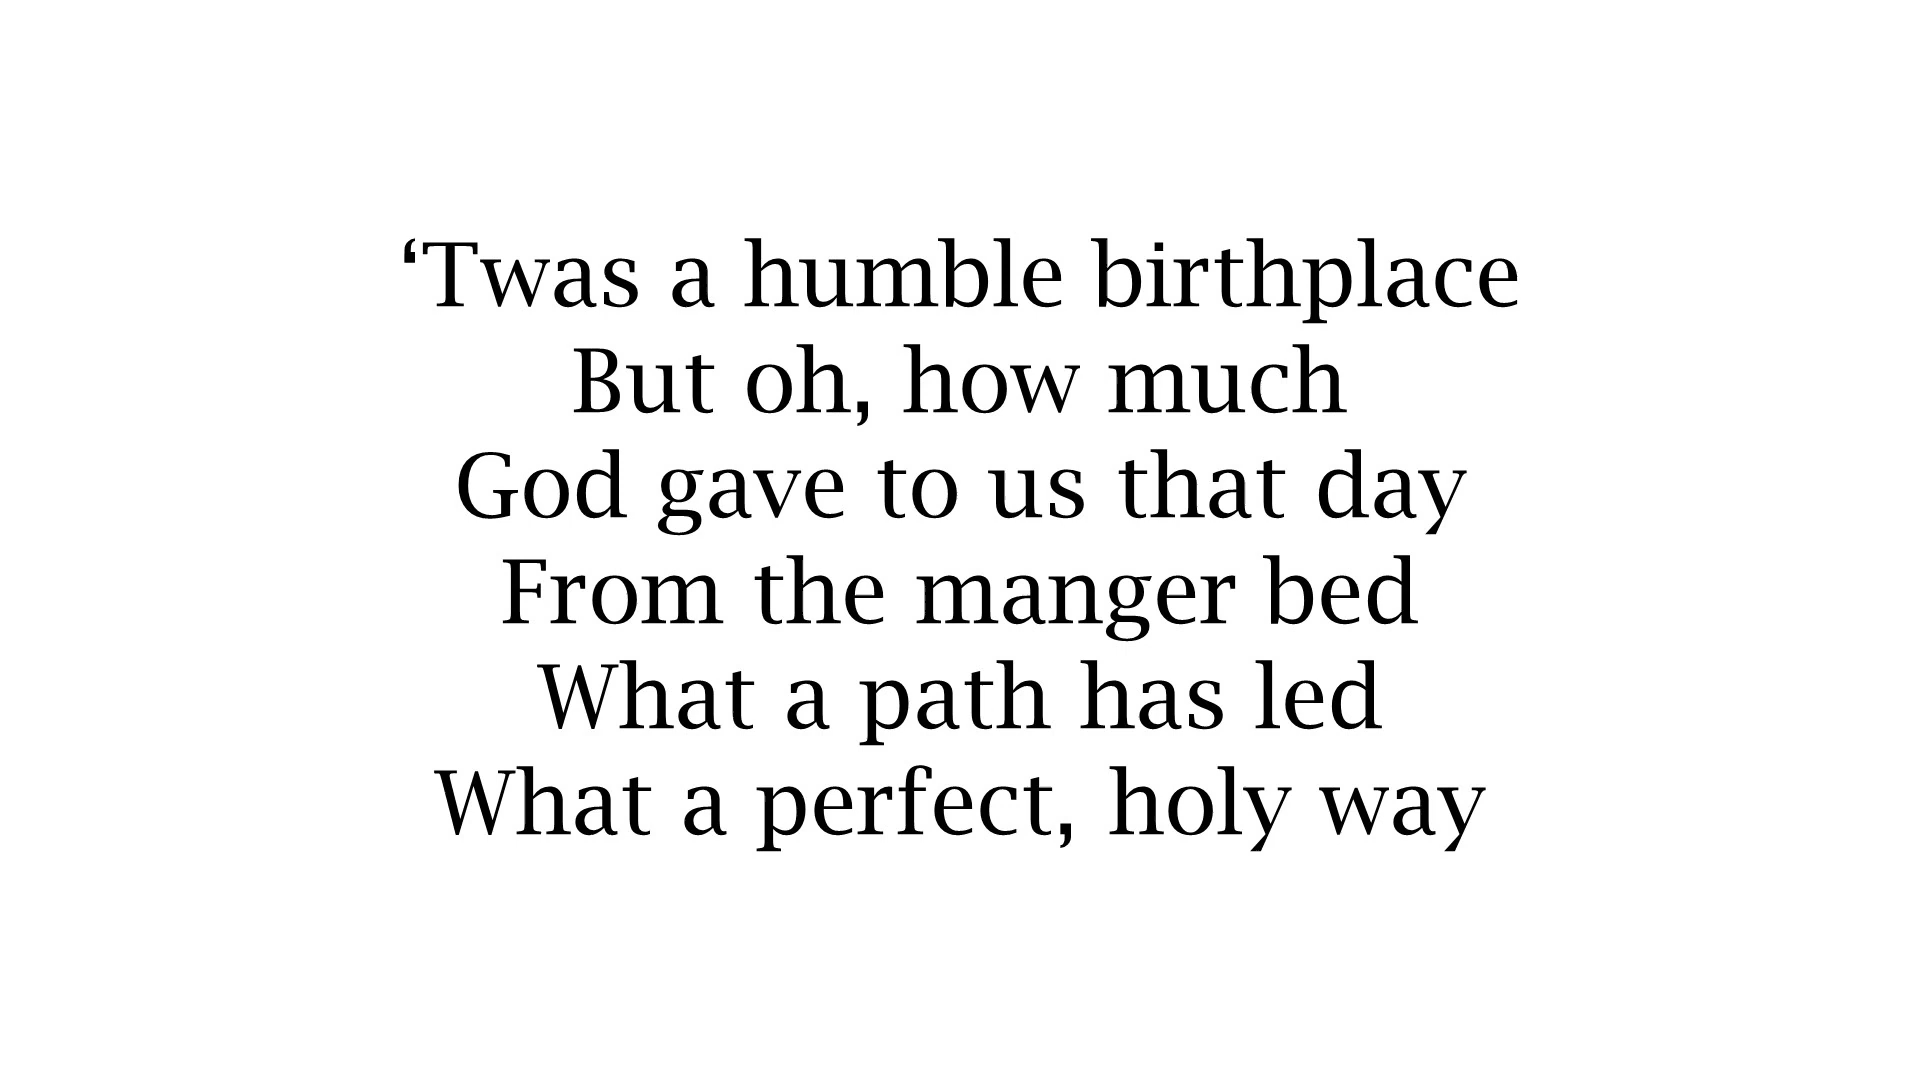 ‘Twas a humble birthplace
But oh, how much
God gave to us that day
From the manger bed
What a path has led
What a perfect, holy way